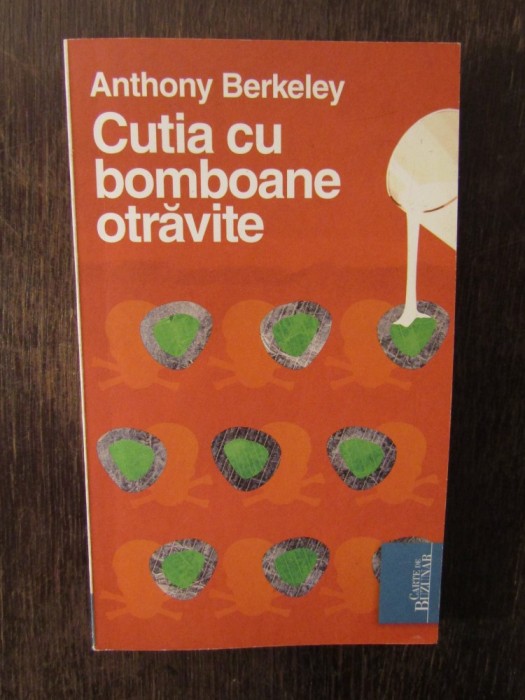 Anthony Berkeley
Cutia cu
bomboane
otrăvite
CARTE DE
BUZUNAR